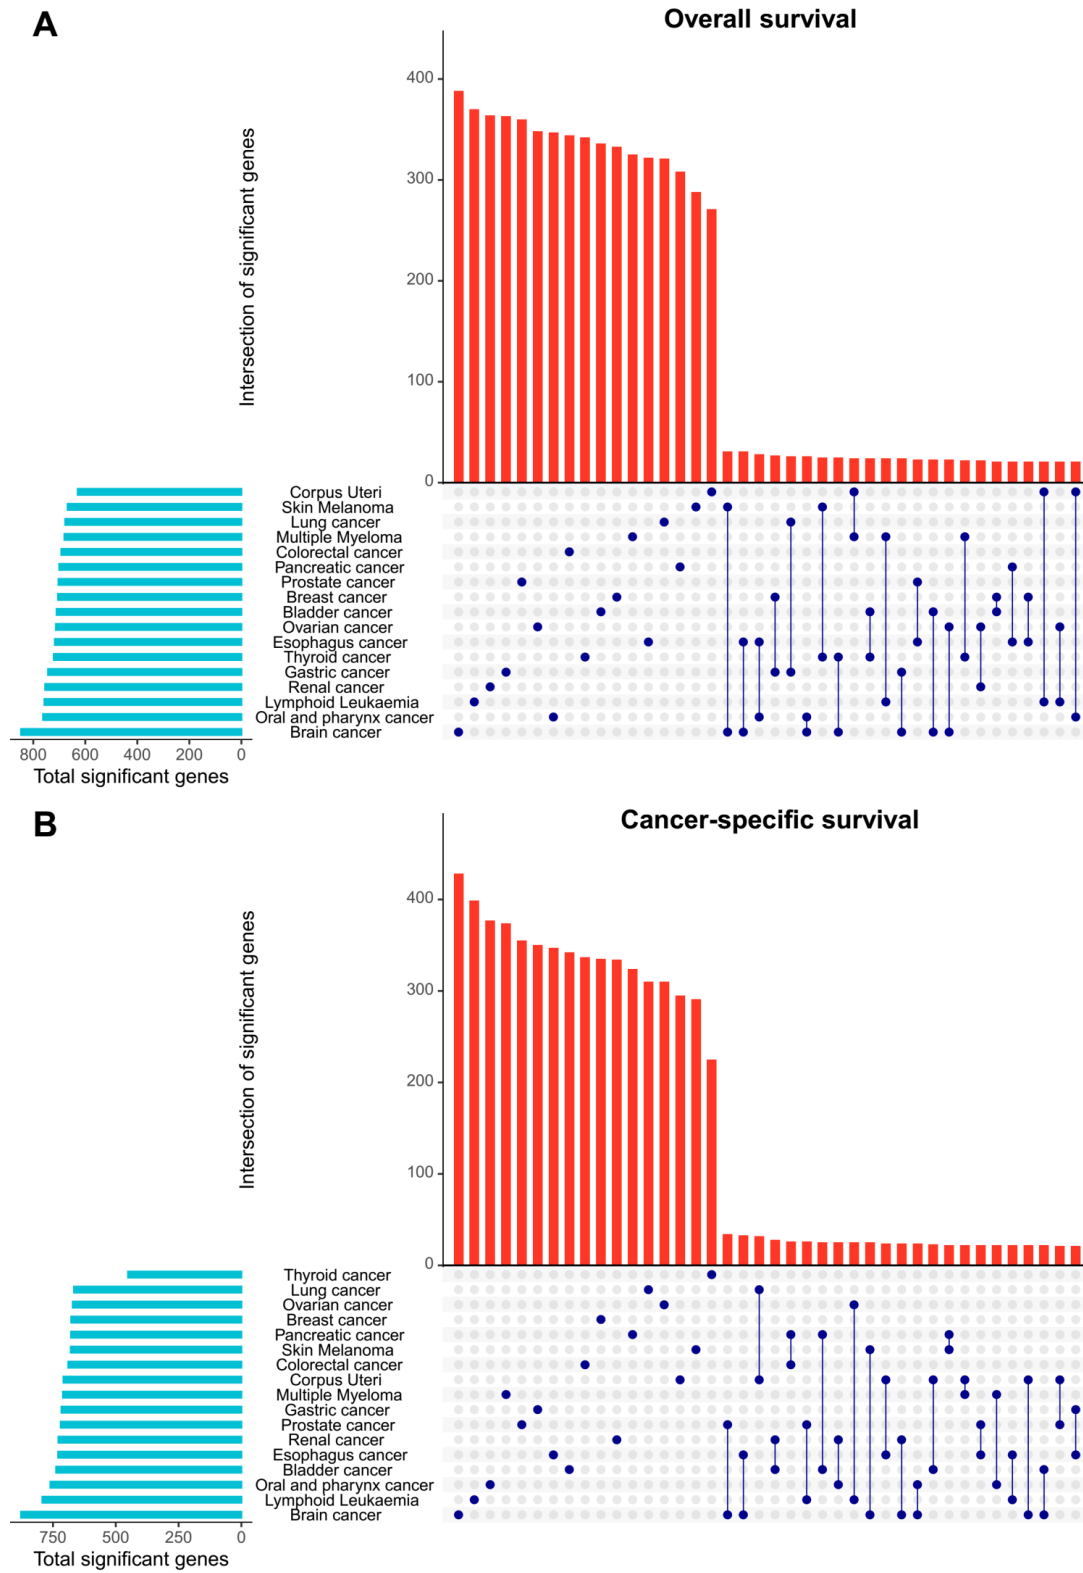 A
Overall survival
Intersection of significant genes
400
300
200
100
0
Corpus Uteri
Skin Melanoma
Lung cancer
Multiple Myeloma
Colorectal cancer
Pancreatic cancer
Prostate cancer
Breast cancer
Bladder cancer
Ovarian cancer
Esophagus cancer
Thyroid cancer
Gastric cancer
Renal cancer
Lymphoid Leukaemia
Oral and pharynx cancer
Brain cancer
800 600 400 200 0
Total significant genes
B
Cancer-specific survival
Intersection of significant genes
400
300
200
100
0
Thyroid cancer
Lung cancer
Ovarian cancer
Breast cancer
Pancreatic cancer
Skin Melanoma
Colorectal cancer
Corpus Uteri
Multiple Myeloma
Gastric cancer
Prostate cancer
Renal cancer
Esophagus cancer
Bladder cancer
Oral and pharynx cancer
Lymphoid Leukaemia
Brain cancer
750 500 250 0
Total significant genes